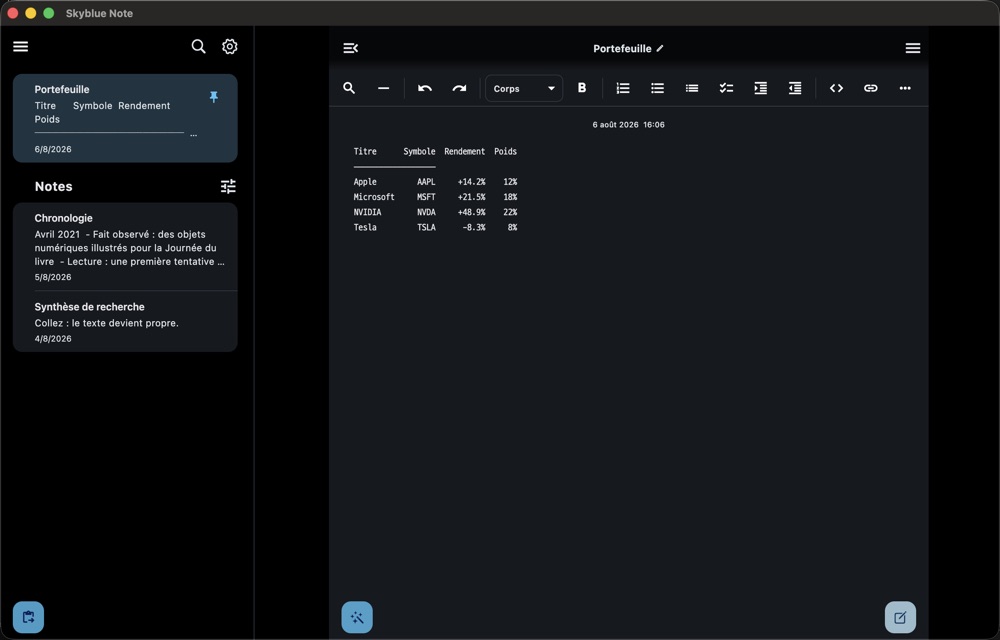 Skyblue Note
Portefeuille
Titre Symbole Rendement
Poids
...
6/8/2026
Notes
Chronologie
Avril 2021 - Fait observé : des objets
numériques illustrés pour la Journée du
livre - Lecture : une première tentative ...
5/8/2026
Synthèse de recherche
Collez : le texte devient propre.
4/8/2026
Portefeuille
Corps
B
6 août 2026 16:06
Titre Symbole Rendement Poids
Apple AAPL +14.2% 12%
Microsoft MSFT +21.5% 18%
NVIDIA NVDA +48.9% 22%
Tesla TSLA -8.3% 8%